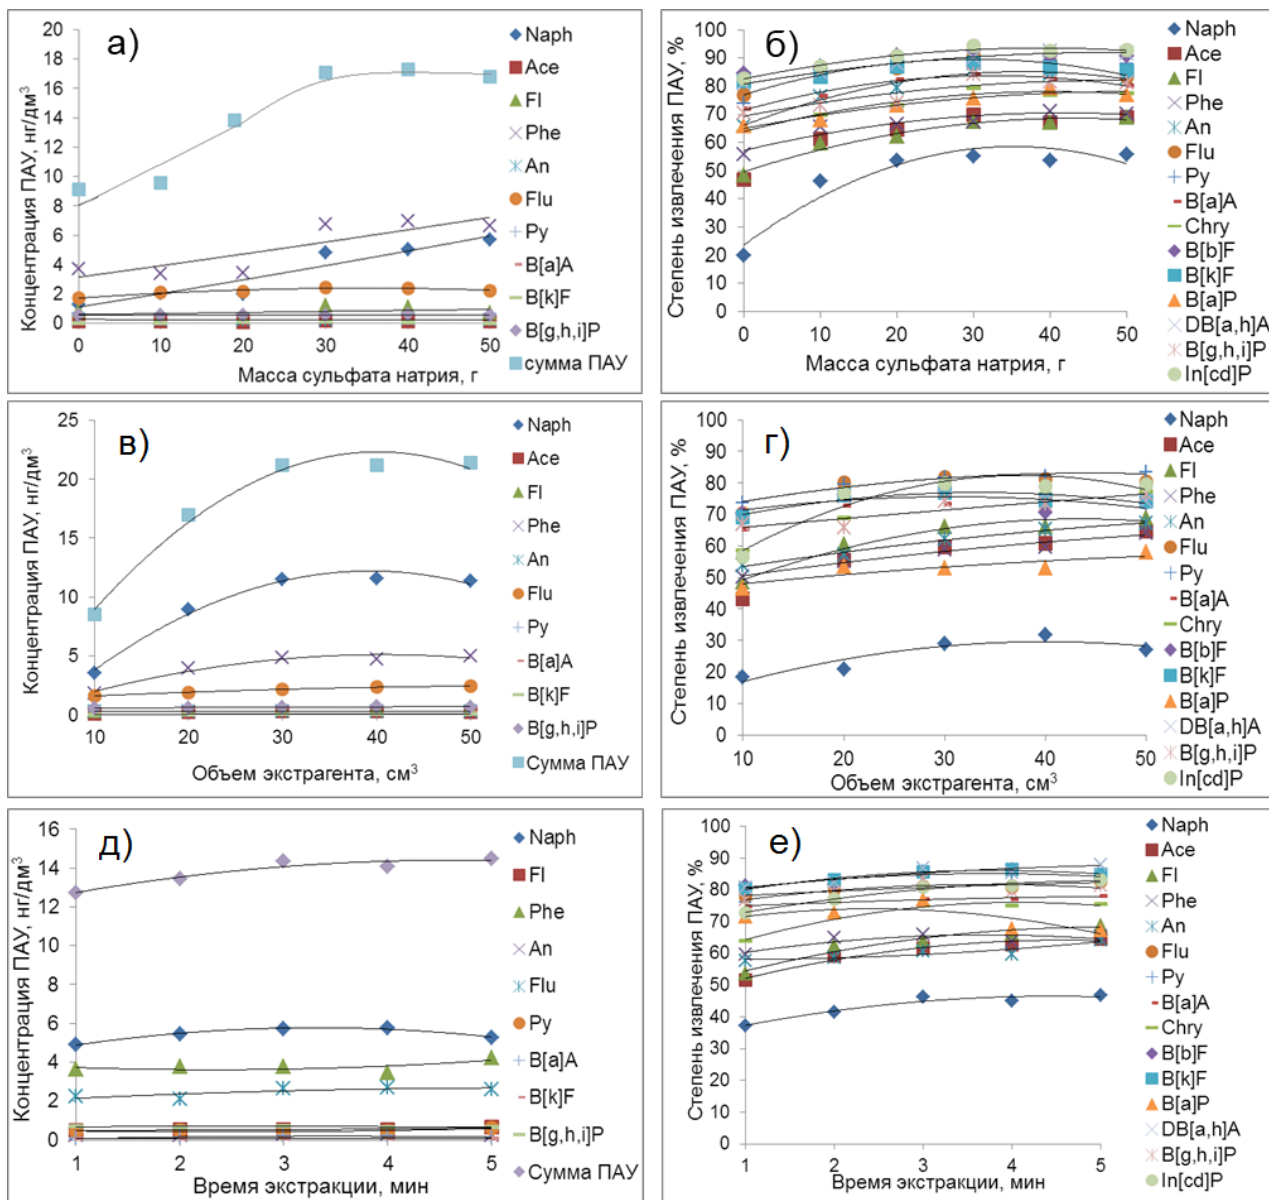 а)
Концентрация ПАУ, нг/дм³
20
18
16
14
12
10
8
6
4
2
0
0 10 20 30 40 50
Масса сульфата натрия, г
Naph
Ace
Fl
Phe
An
Flu
Py
B[a]A
B[k]F
B[g,h,i]P
сумма ПАУ
б)
Степень извлечения ПАУ, %
100
90
80
70
60
50
40
30
20
10
0
0 10 20 30 40 50
Масса сульфата натрия, г
Naph
Ace
Fl
Phe
An
Flu
Py
B[a]A
Chry
B[b]F
B[k]F
B[a]P
DB[a,h]A
B[g,h,i]P
In[cd]P
в)
Концентрация ПАУ, нг/дм³
25
20
15
10
5
0
10 20 30 40 50
Объем экстрагента, см³
Naph
Ace
Fl
Phe
An
Flu
Py
B[a]A
B[k]F
B[g,h,i]P
Сумма ПАУ
г)
Степень извлечения ПАУ, %
100
90
80
70
60
50
40
30
20
10
0
10 20 30 40 50
Объем экстрагента, см³
Naph
Ace
Fl
Phe
An
Flu
Py
B[a]A
Chry
B[b]F
B[k]F
B[a]P
DB[a,h]A
B[g,h,i]P
In[cd]P
д)
Концентрация ПАУ, нг/дм³
16
14
12
10
8
6
4
2
0
1 2 3 4 5
Время экстракции, мин
Naph
Fl
Phe
An
Flu
Py
B[a]A
B[k]F
B[g,h,i]P
Сумма ПАУ
е)
Степень извлечения ПАУ, %
100
90
80
70
60
50
40
30
20
10
0
1 2 3 4 5
Время экстракции, мин
Naph
Ace
Fl
Phe
An
Flu
Py
B[a]A
Chry
B[b]F
B[k]F
B[a]P
DB[a,h]A
B[g,h,i]P
In[cd]P